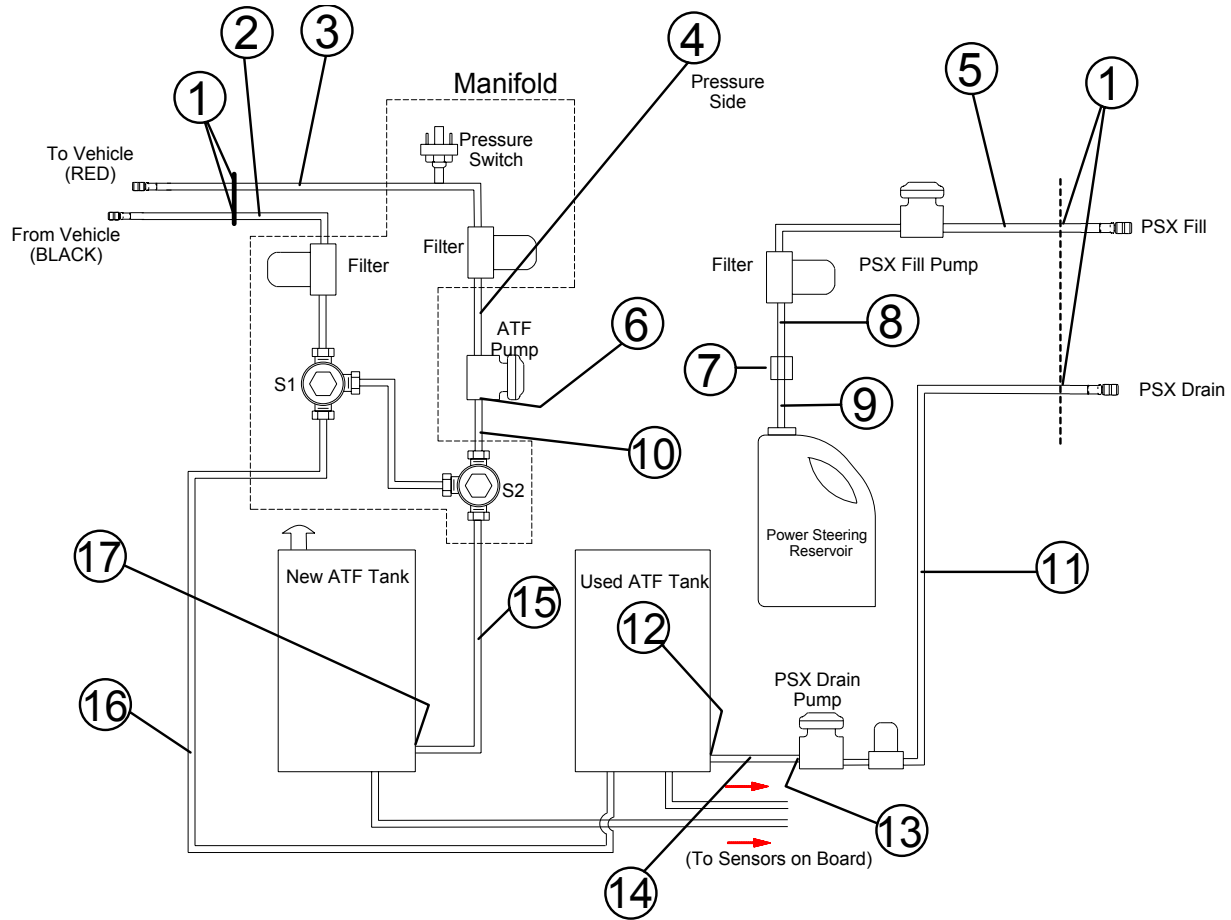 2
3
4
5
1
1
Manifold
Pressure
Side
To Vehicle
(RED)
Pressure
Switch
From Vehicle
(BLACK)
Filter
Filter
Filter
PSX Fill Pump
PSX Fill
ATF
Pump
6
7
8
9
S1
PSX Drain
10
S2
Power Steering
Reservoir
17
New ATF Tank
Used ATF Tank
15
12
11
16
PSX Drain
Pump
13
(To Sensors on Board)
14